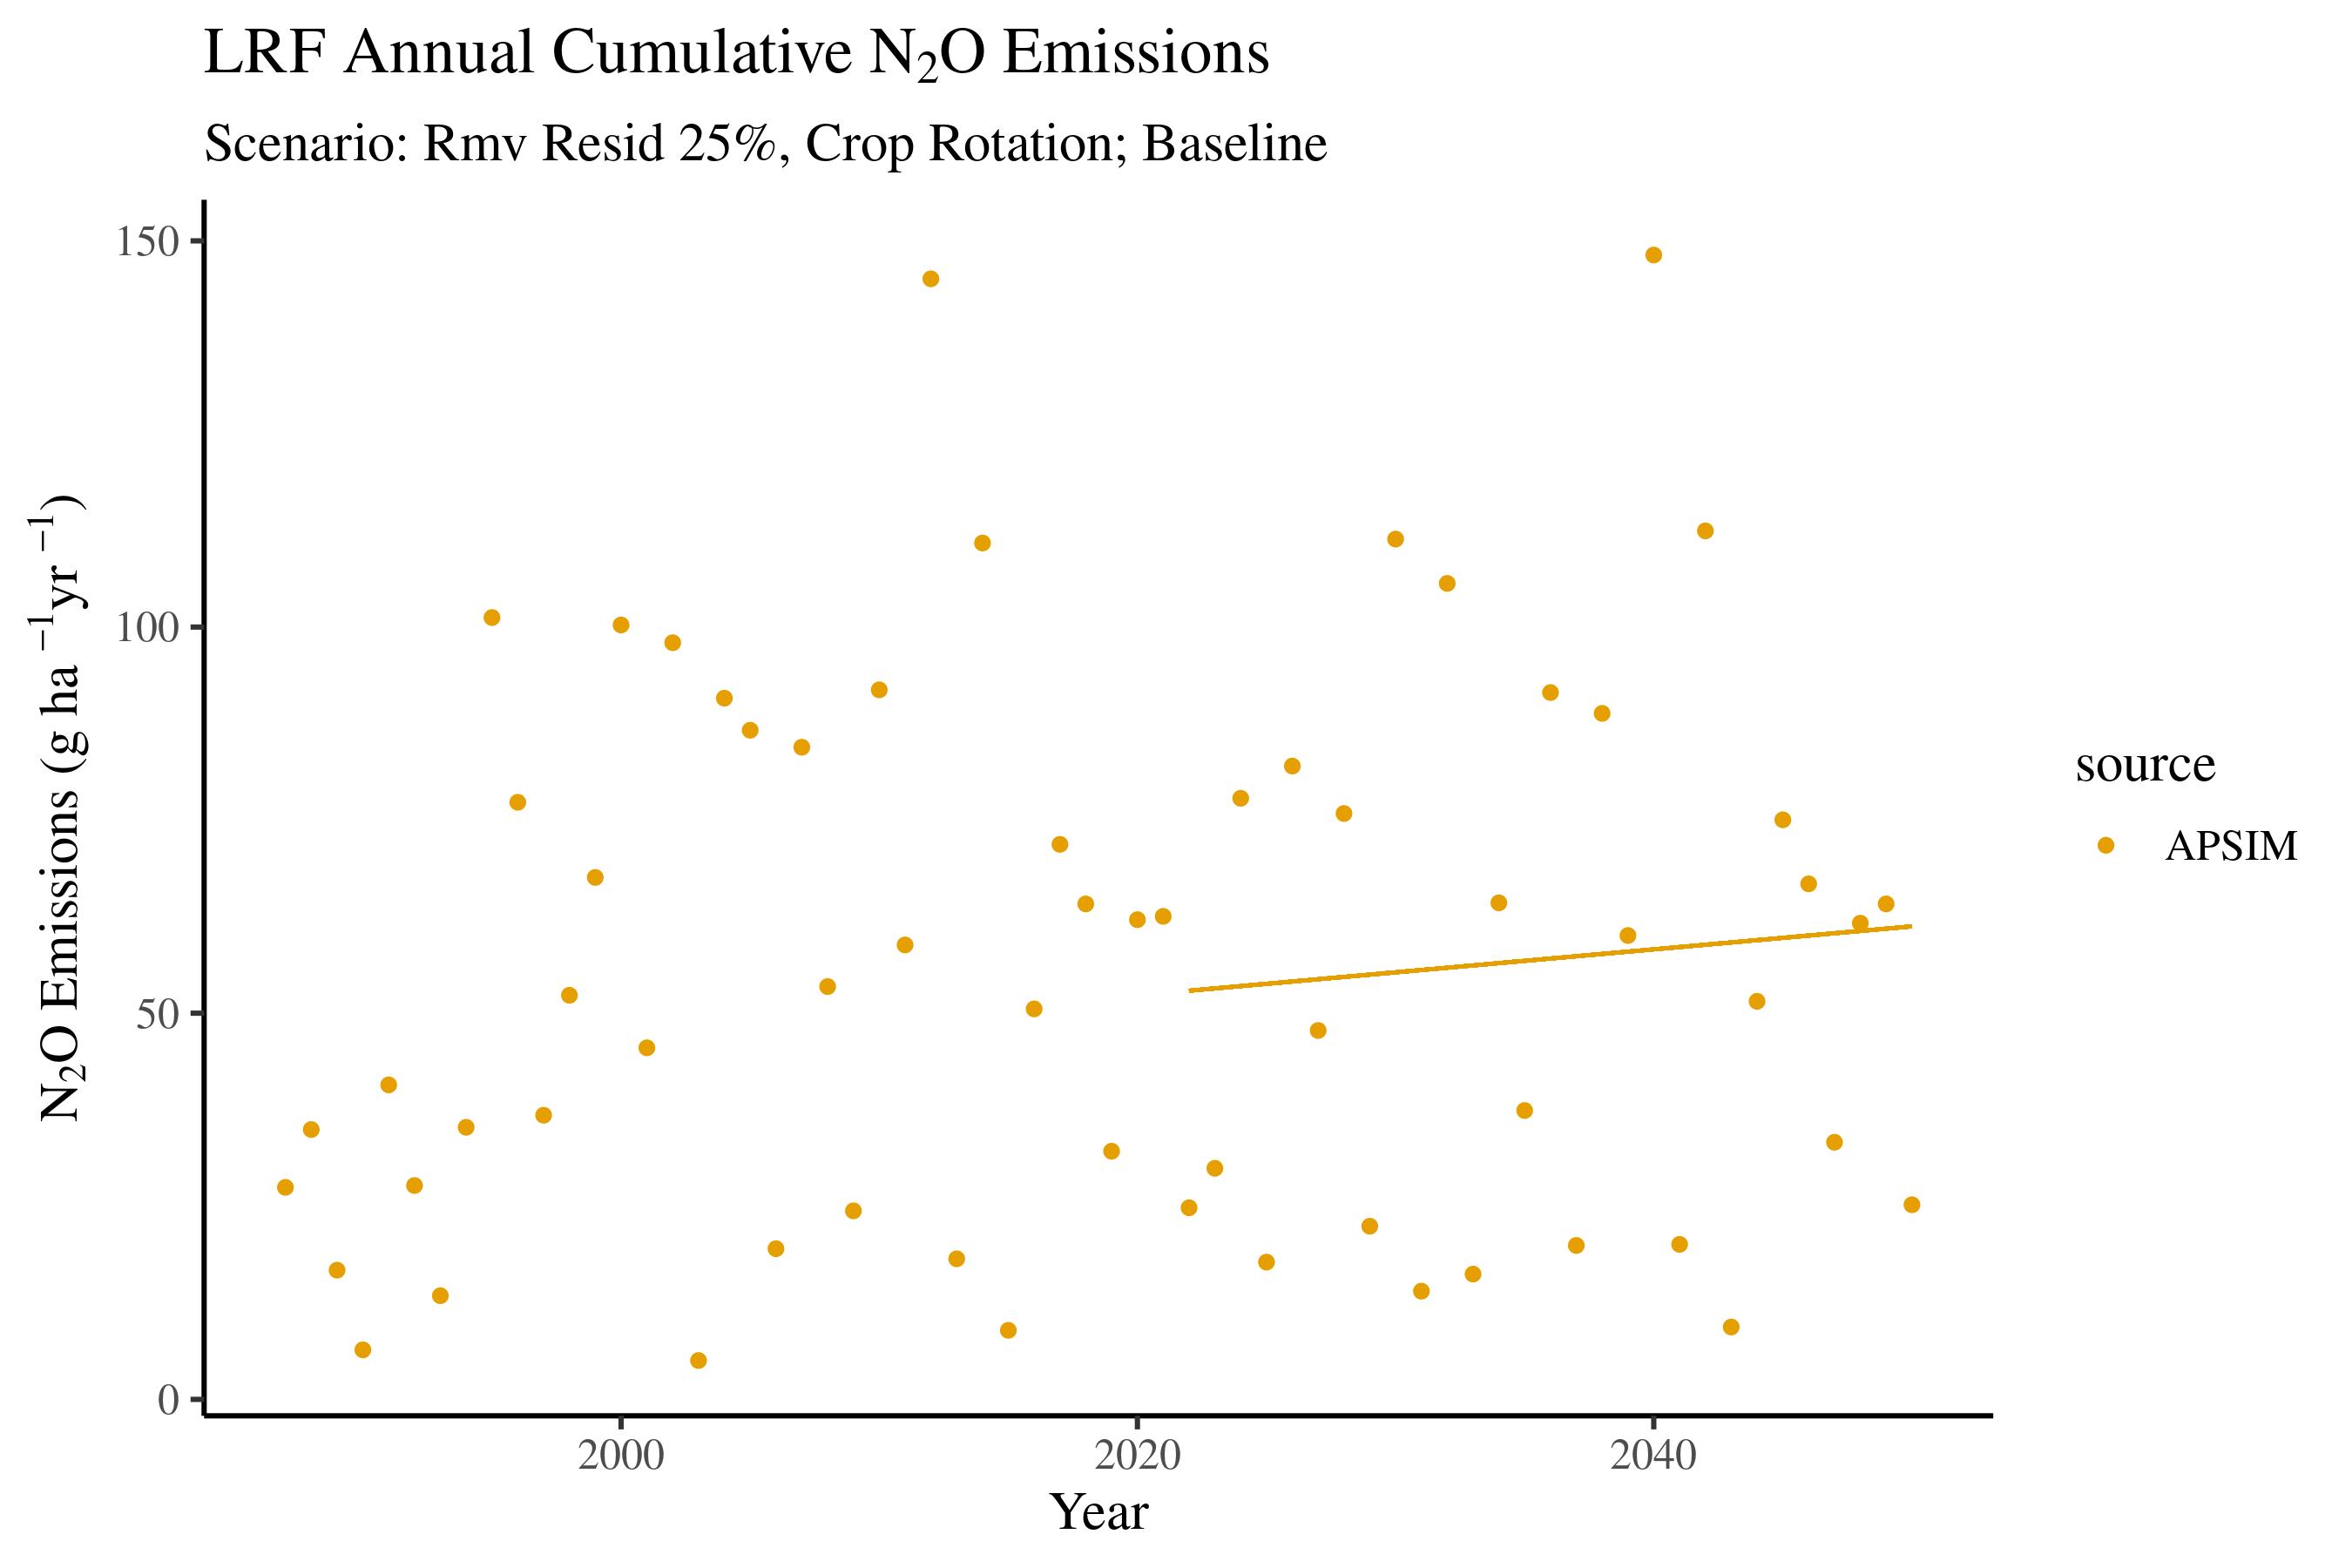 LRF Annual Cumulative N₂O Emissions
Scenario: Rmv Resid 25%, Crop Rotation; Baseline
N₂O Emissions (g ha ⁻¹yr ⁻¹)
150
100
50
0
2000 2020 2040
Year
source
APSIM